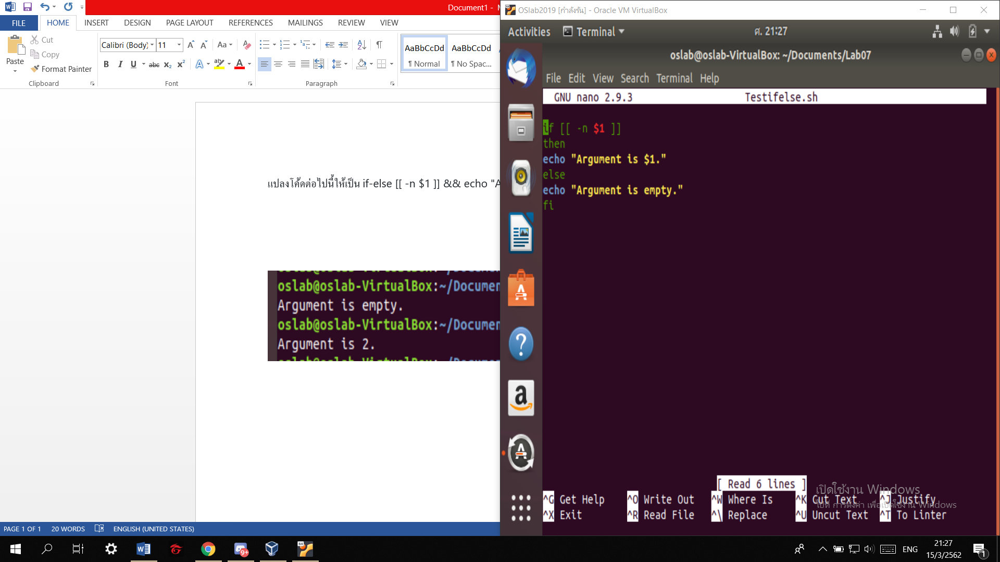 Document1 - M
FILE
HOME
INSERT
DESIGN
PAGE LAYOUT
REFERENCES
MAILINGS
REVIEW
VIEW
Paste
Cut
Copy
Format Painter
Clipboard
Calibri (Body)
11
Font
Paragraph
AaBbCcDd
¶ Normal
AaBbCcDd
¶ No Spac...
แปลงโค้ดต่อไปนี้ให้เป็น if-else [[ -n $1 ]] && echo "A
oslab@oslab-VirtualBox:~/Documen
Argument is empty.
oslab@oslab-VirtualBox:~/Documen
Argument is 2.
PAGE 1 OF 1
20 WORDS
ENGLISH (UNITED STATES)
OSlab2019 [กำลังรัน] - Oracle VM VirtualBox
Activities
Terminal
ศ. 21:27
oslab@oslab-VirtualBox: ~/Documents/Lab07
File Edit View Search Terminal Help
GNU nano 2.9.3
Testifelse.sh
if [[ -n $1 ]]
then
echo "Argument is $1."
else
echo "Argument is empty."
fi
[ Read 6 lines ]
^G Get Help ^O Write Out ^W Where Is ^K Cut Text ^J Justify
^X Exit ^R Read File ^\ Replace ^U Uncut Text ^T To Linter
เปิดใช้งาน Windows
ไปที่ การตั้งค่า เพื่อเปิดใช้งาน Windows
ENG
21:27
15/3/2562